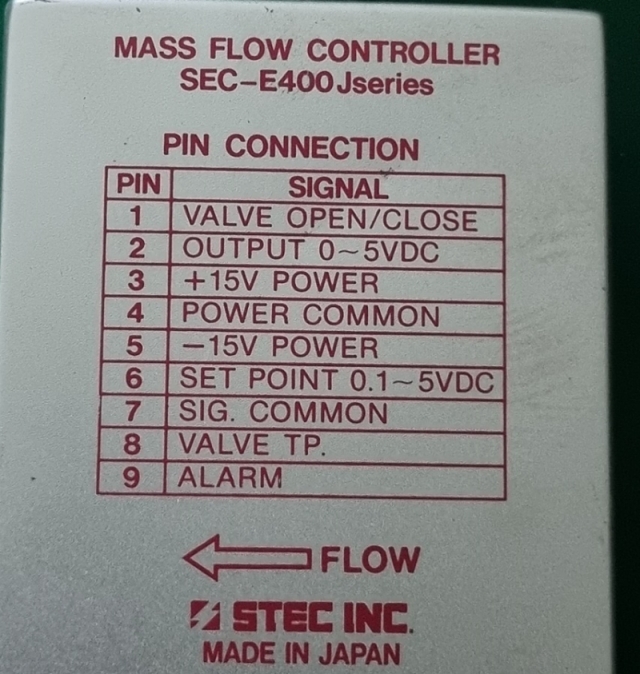 MASS FLOW CONTROLLER
SEC-E400Jseries
PIN CONNECTION
PIN SIGNAL
1 VALVE OPEN/CLOSE
2 OUTPUT 0~5VDC
3 +15V POWER
4 POWER COMMON
5 -15V POWER
6 SET POINT 0.1~5VDC
7 SIG. COMMON
8 VALVE TP.
9 ALARM
FLOW
STEC INC.
MADE IN JAPAN